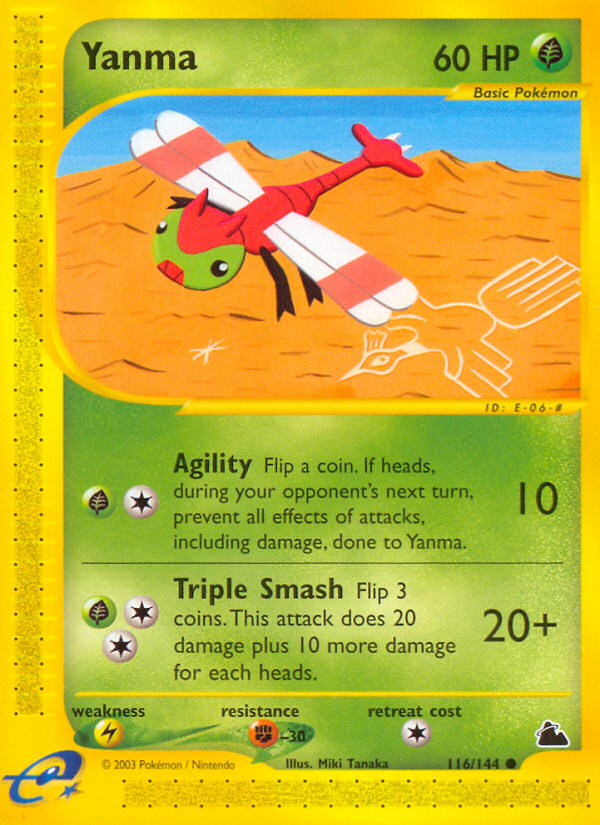 Yanma 60 HP
Basic Pokémon
ID: E-06-#
Agility Flip a coin. If heads,
during your opponent's next turn,
prevent all effects of attacks,
including damage, done to Yanma.
10
Triple Smash Flip 3
coins. This attack does 20
damage plus 10 more damage
for each heads.
20+
weakness resistance retreat cost
-30
© 2003 Pokémon / Nintendo Illus. Miki Tanaka 116/144
e